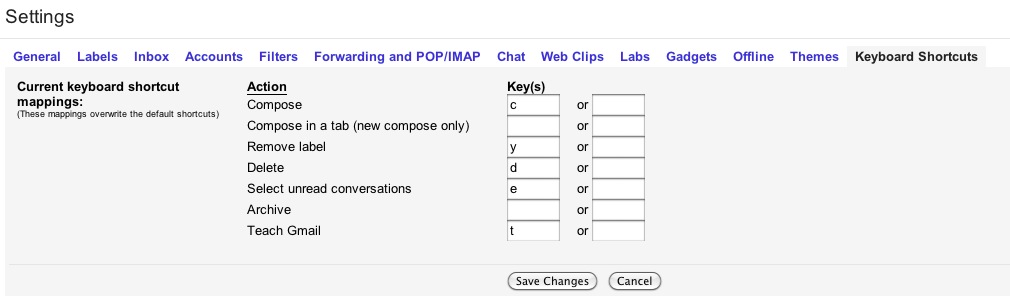 Settings
General Labels Inbox Accounts Filters Forwarding and POP/IMAP Chat Web Clips Labs Gadgets Offline Themes Keyboard Shortcuts
Current keyboard shortcut mappings:
(These mappings overwrite the default shortcuts)
Action Key(s)
Compose c or
Compose in a tab (new compose only) or
Remove label y or
Delete d or
Select unread conversations e or
Archive or
Teach Gmail t or
Save Changes Cancel